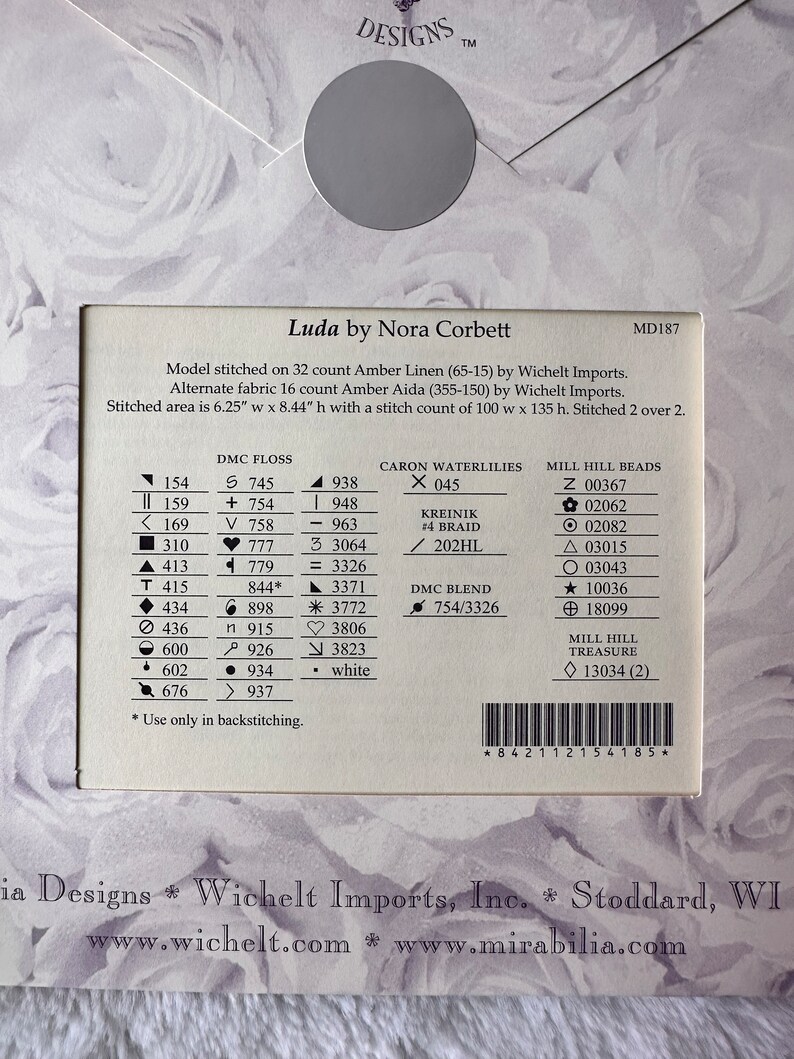 DESIGNS ™
Luda by Nora Corbett MD187
Model stitched on 32 count Amber Linen (65-15) by Wichelt Imports.
Alternate fabric 16 count Amber Aida (355-150) by Wichelt Imports.
Stitched area is 6.25" w x 8.44" h with a stitch count of 100 w x 135 h. Stitched 2 over 2.
DMC FLOSS
154
159
169
310
413
415
434
436
600
602
676
745
754
758
777
779
844*
898
915
926
934
937
938
948
963
3064
3326
3371
3772
3806
3823
white
* Use only in backstitching.
CARON WATERLILIES
045
KREINIK
#4 BRAID
202HL
DMC BLEND
754/3326
MILL HILL BEADS
00367
02062
02082
03015
03043
10036
18099
MILL HILL
TREASURE
13034 (2)
*842112154185*
ia Designs * Wichelt Imports, Inc. * Stoddard, WI
www.wichelt.com * www.mirabilia.com